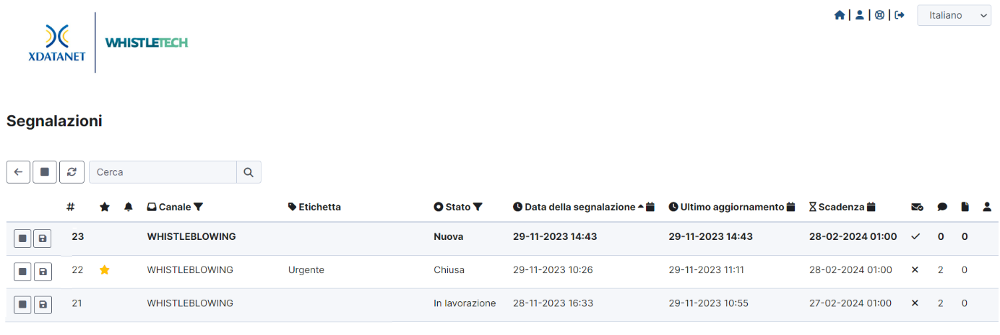 Italiano
XDATANET
WHISTLETECH
Segnalazioni
Cerca
# Canale Etichetta Stato Data della segnalazione Ultimo aggiornamento Scadenza
23 WHISTLEBLOWING Nuova 29-11-2023 14:43 29-11-2023 14:43 28-02-2024 01:00 0 0
22 WHISTLEBLOWING Urgente Chiusa 29-11-2023 10:26 29-11-2023 11:11 28-02-2024 01:00 2 0
21 WHISTLEBLOWING In lavorazione 28-11-2023 16:33 29-11-2023 10:55 27-02-2024 01:00 2 0